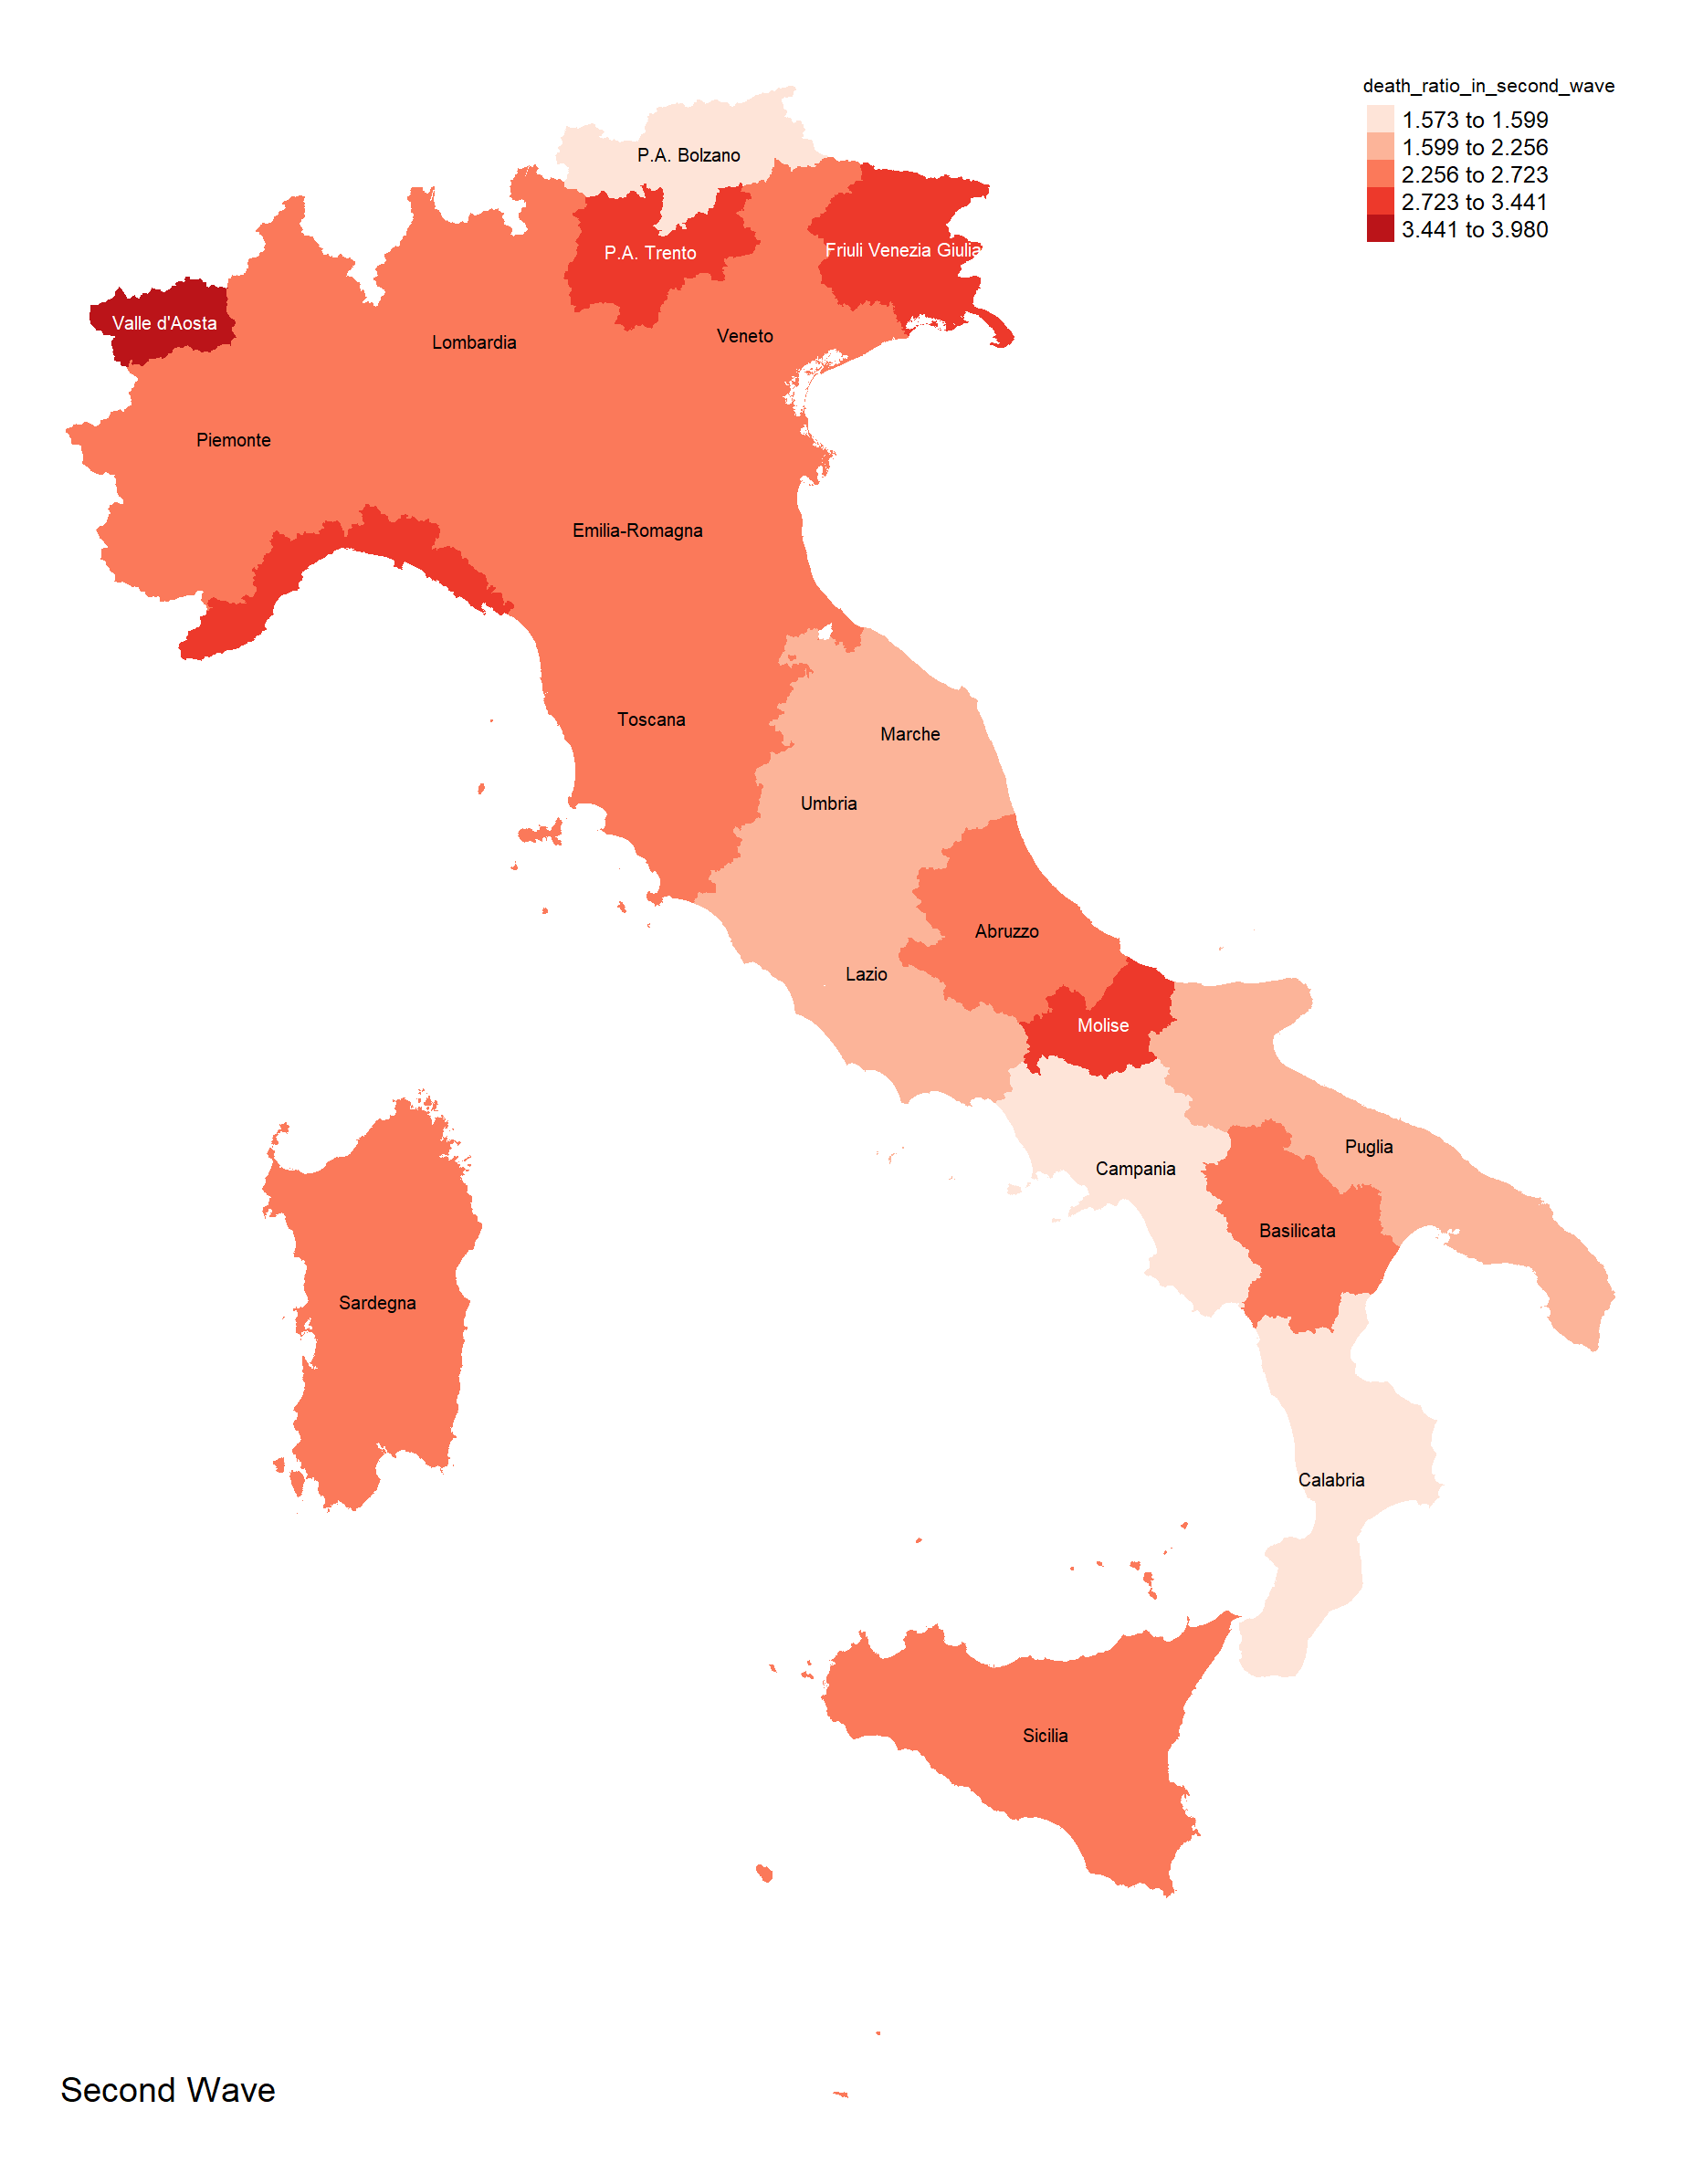 death_ratio_in_second_wave
1.573 to 1.599
1.599 to 2.256
2.256 to 2.723
2.723 to 3.441
3.441 to 3.980
P.A. Bolzano
P.A. Trento
Friuli Venezia Giulia
Valle d'Aosta
Lombardia
Veneto
Piemonte
Emilia-Romagna
Toscana
Marche
Umbria
Abruzzo
Lazio
Molise
Puglia
Campania
Basilicata
Sardegna
Calabria
Sicilia
Second Wave